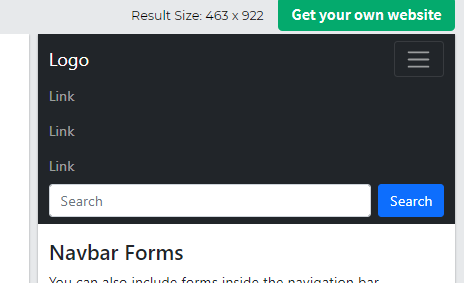 Result Size: 463 x 922 Get your own website
Logo
Link
Link
Link
Search Search
Navbar Forms
You can also include forms inside the navigation bar